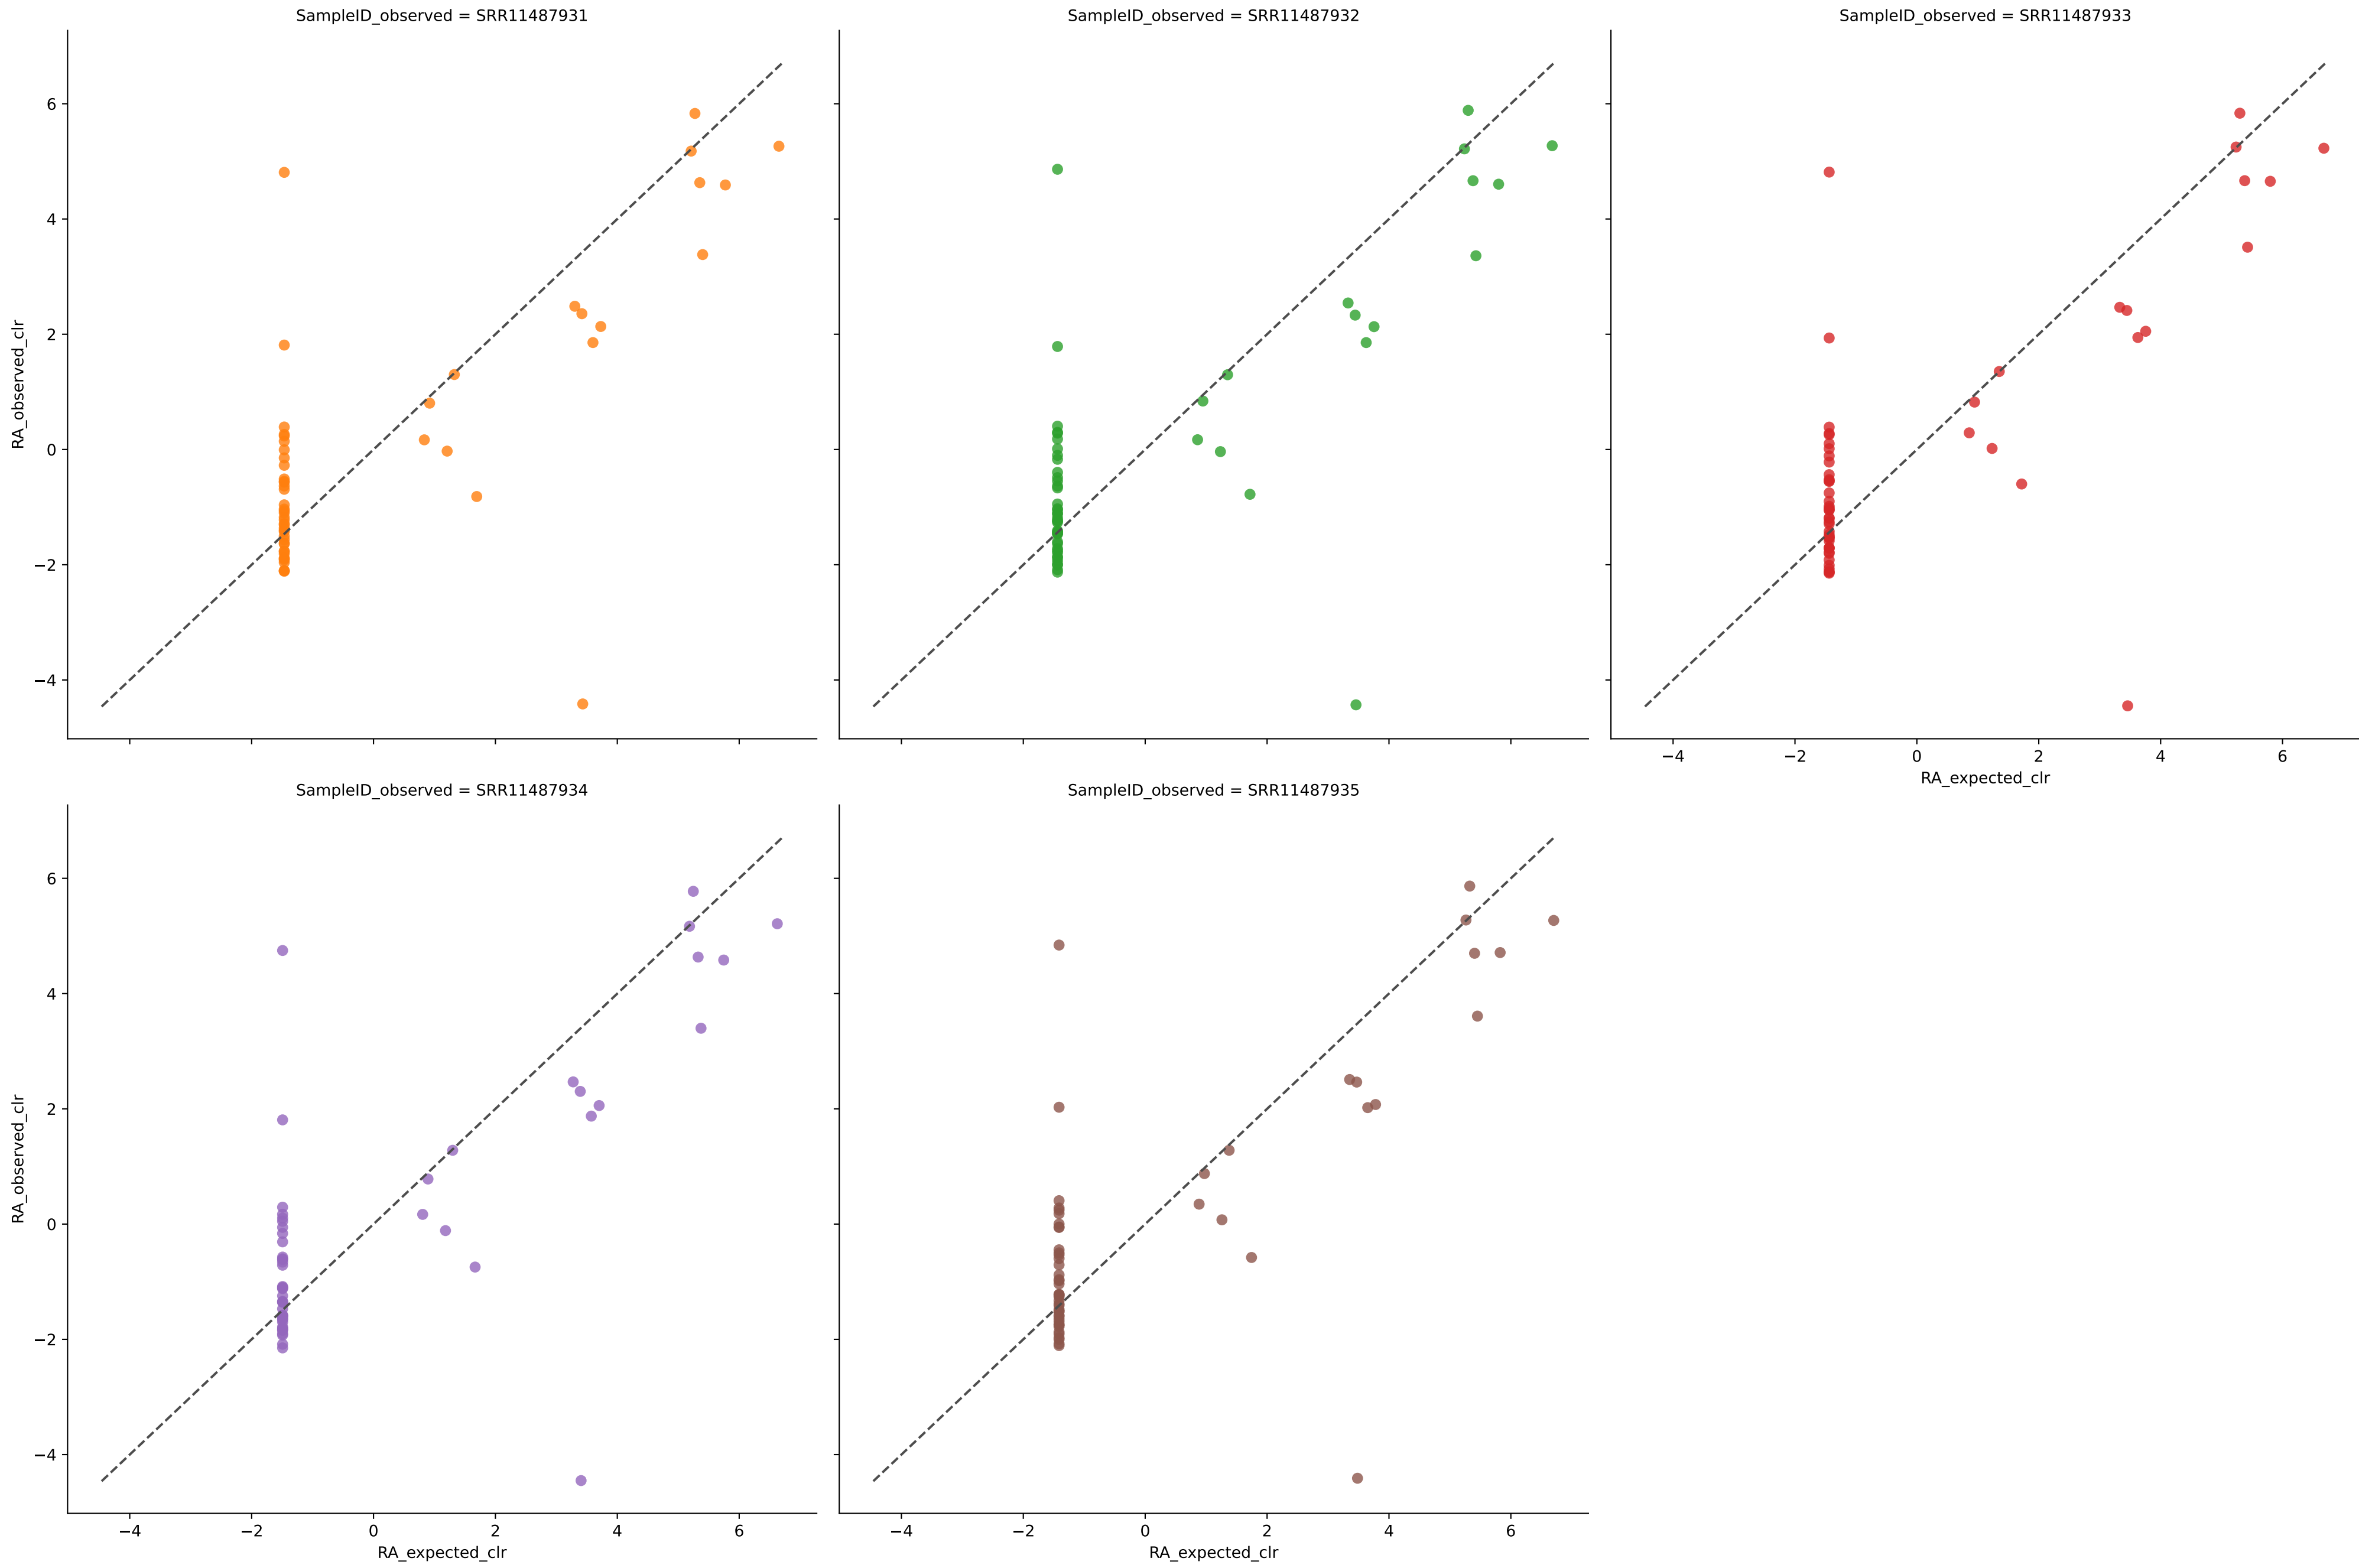 SampleID_observed = SRR11487931
SampleID_observed = SRR11487932
SampleID_observed = SRR11487933
6
4
2
0
−2
−4
RA_observed_clr
−4 −2 0 2 4 6
RA_expected_clr
SampleID_observed = SRR11487934
SampleID_observed = SRR11487935
6
4
2
0
−2
−4
RA_observed_clr
−4 −2 0 2 4 6
−4 −2 0 2 4 6
RA_expected_clr
RA_expected_clr